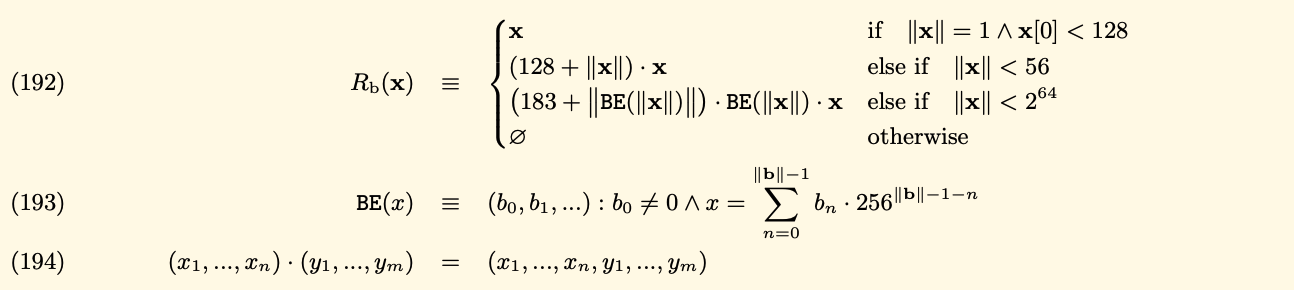 (192) R_b(𝐱) ≡ { 𝐱 if ‖𝐱‖ = 1 ∧ 𝐱[0] < 128
(128 + ‖𝐱‖) · 𝐱 else if ‖𝐱‖ < 56
(183 + ‖BE(‖𝐱‖)‖) · BE(‖𝐱‖) · 𝐱 else if ‖𝐱‖ < 2^64
∅ otherwise
(193) BE(x) ≡ (b_0, b_1, ...) : b_0 ≠ 0 ∧ x = ∑_{n=0}^{‖𝐛‖−1} b_n · 256^{‖𝐛‖−1−n}
(194) (x_1, ..., x_n) · (y_1, ..., y_m) = (x_1, ..., x_n, y_1, ..., y_m)